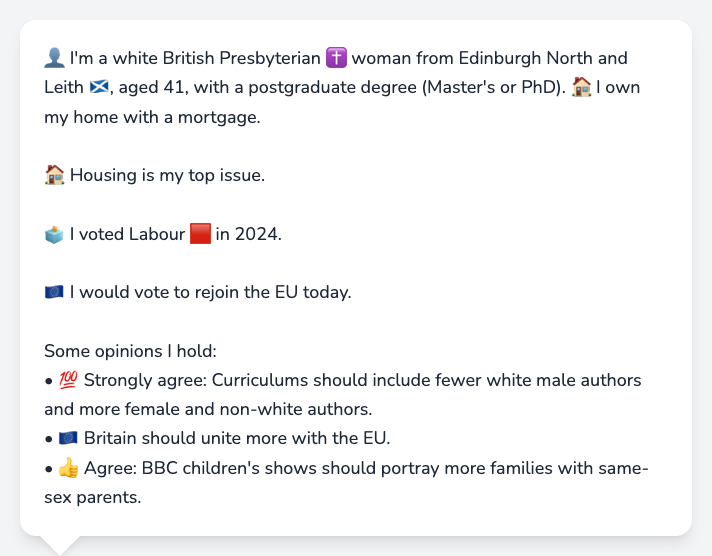 👤 I'm a white British Presbyterian ✝️ woman from Edinburgh North and
Leith 🏴󠁧󠁢󠁳󠁣󠁴󠁿, aged 41, with a postgraduate degree (Master's or PhD). 🏠 I own
my home with a mortgage.
🏠 Housing is my top issue.
🗳️ I voted Labour 🟥 in 2024.
🇪🇺 I would vote to rejoin the EU today.
Some opinions I hold:
• 💯 Strongly agree: Curriculums should include fewer white male authors
and more female and non-white authors.
• 🇪🇺 Britain should unite more with the EU.
• 👍 Agree: BBC children's shows should portray more families with same-
sex parents.